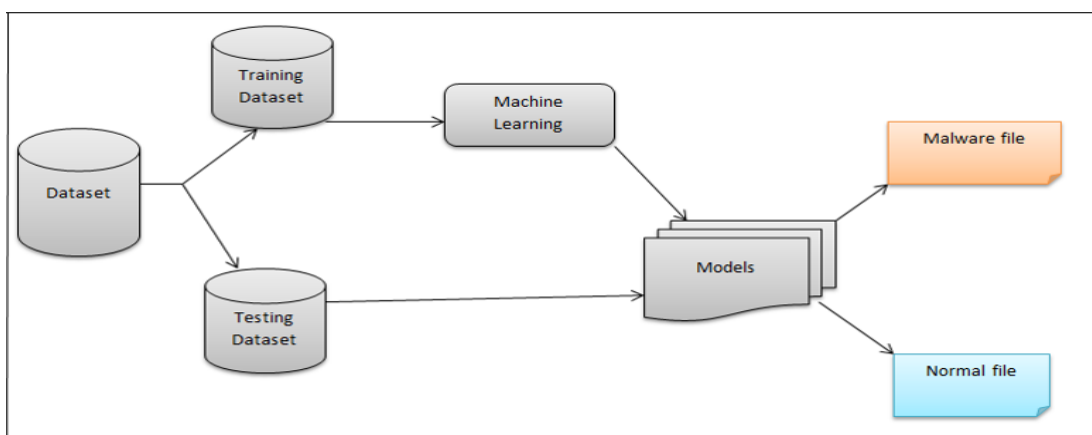 Training
Dataset
Machine
Learning
Malware file
Dataset
Models
Testing
Dataset
Normal file